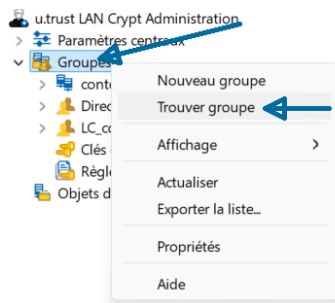 u.trust LAN Crypt Administration
Paramètres centraux
Groupes
Nouveau groupe
Trouver groupe
Affichage
Actualiser
Exporter la liste...
Propriétés
Aide
Clés
Objets d